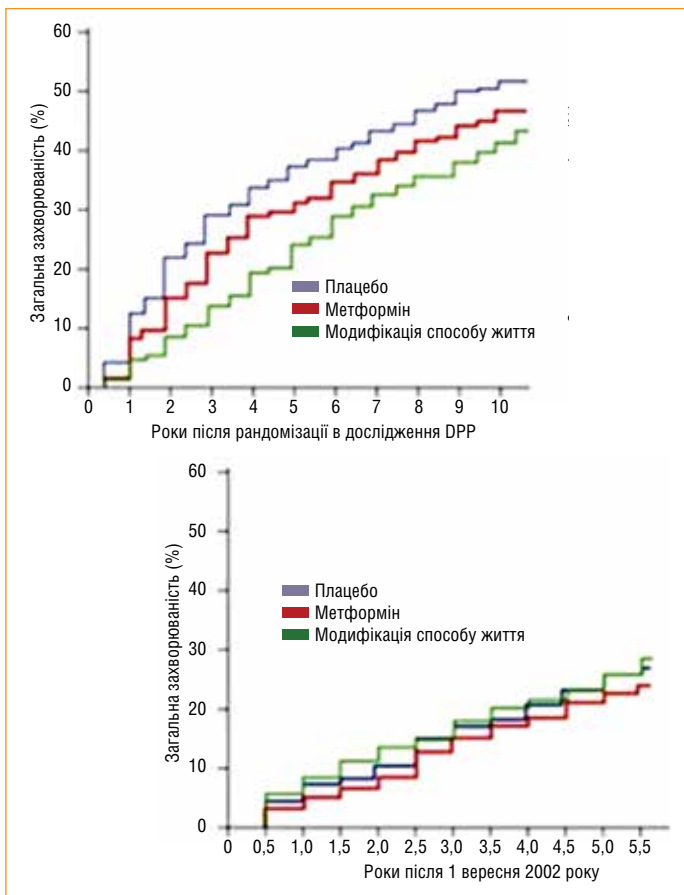 60
50
40
30
20
10
0
Загальна захворюваність (%)
Плацебо
Метформін
Модифікація способу життя
0 1 2 3 4 5 6 7 8 9 10
Роки після рандомізації в дослідження DPP
60
50
40
30
20
10
0
Загальна захворюваність (%)
Плацебо
Метформін
Модифікація способу життя
0 0,5 1,0 1,5 2,0 2,5 3,0 3,5 4,0 4,5 5,0 5,5
Роки після 1 вересня 2002 року